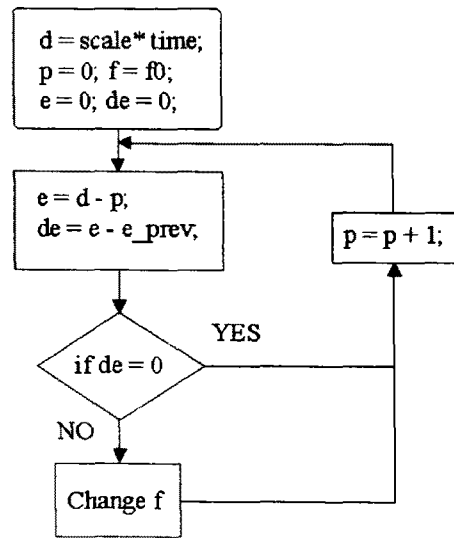 d = scale* time;
p = 0; f = f0;
e = 0; de = 0;
e = d - p;
de = e - e_prev;
p = p + 1;
YES
if de = 0
NO
Change f